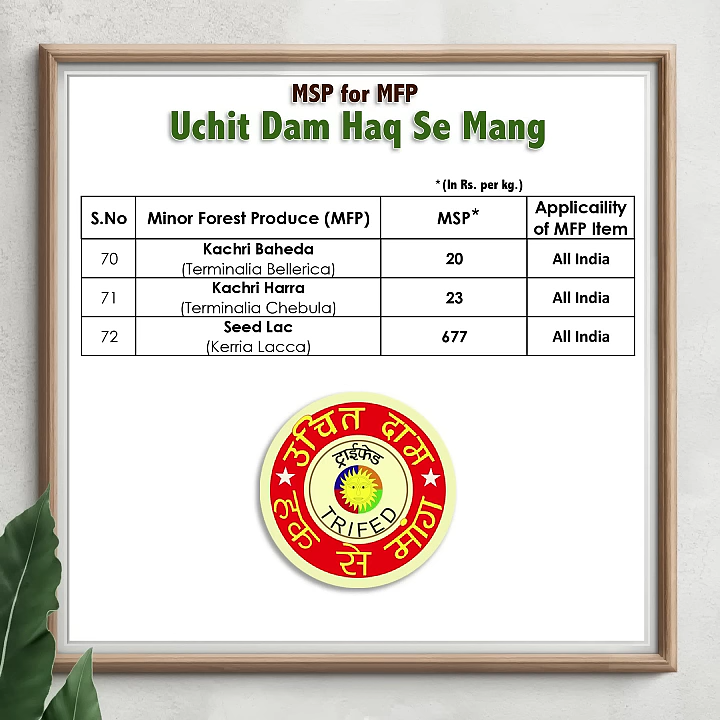 MSP for MFP
Uchit Dam Haq Se Mang
*(In Rs. per kg.)
S.No Minor Forest Produce (MFP) MSP* Applicaility of MFP Item
70 Kachri Baheda (Terminalia Bellerica) 20 All India
71 Kachri Harra (Terminalia Chebula) 23 All India
72 Seed Lac (Kerria Lacca) 677 All India
उचित दाम
ट्राईफेड
TRIFED
हक से मांग